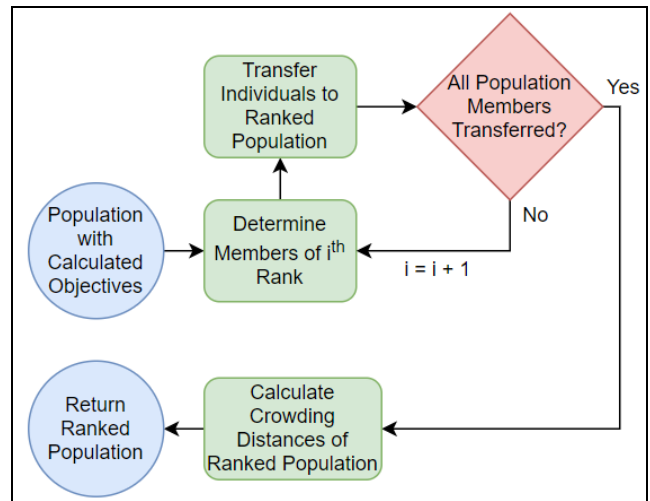 Transfer
Individuals to
Ranked
Population
All Population
Members
Transferred?
Yes
No
Population
with
Calculated
Objectives
Determine
Members of ith
Rank
i = i + 1
Return
Ranked
Population
Calculate
Crowding
Distances of
Ranked Population